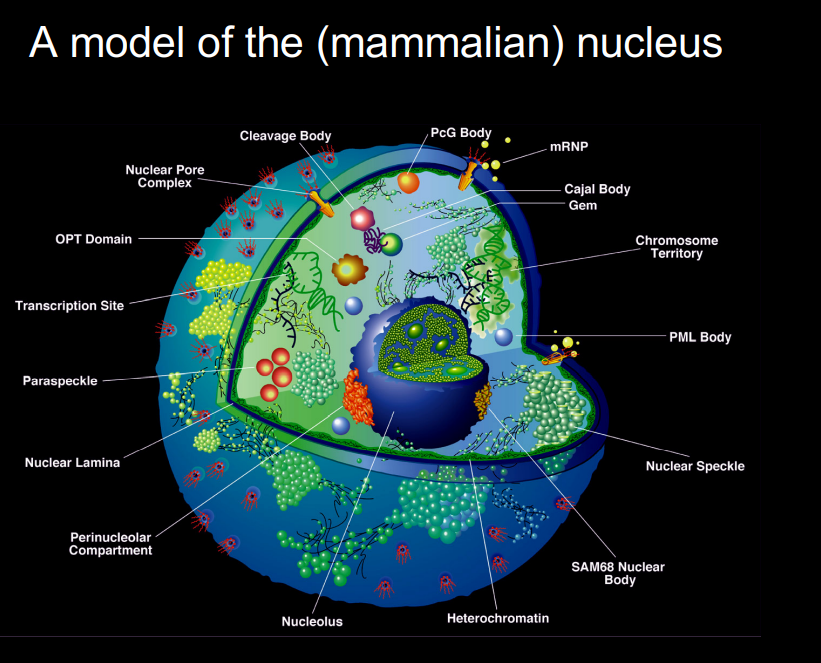 A model of the (mammalian) nucleus
Cleavage Body
PcG Body
mRNP
Nuclear Pore
Complex
Cajal Body
Gem
OPT Domain
Chromosome
Territory
Transcription Site
PML Body
Paraspeckle
Nuclear Lamina
Nuclear Speckle
Perinucleolar
Compartment
SAM68 Nuclear
Body
Nucleolus
Heterochromatin